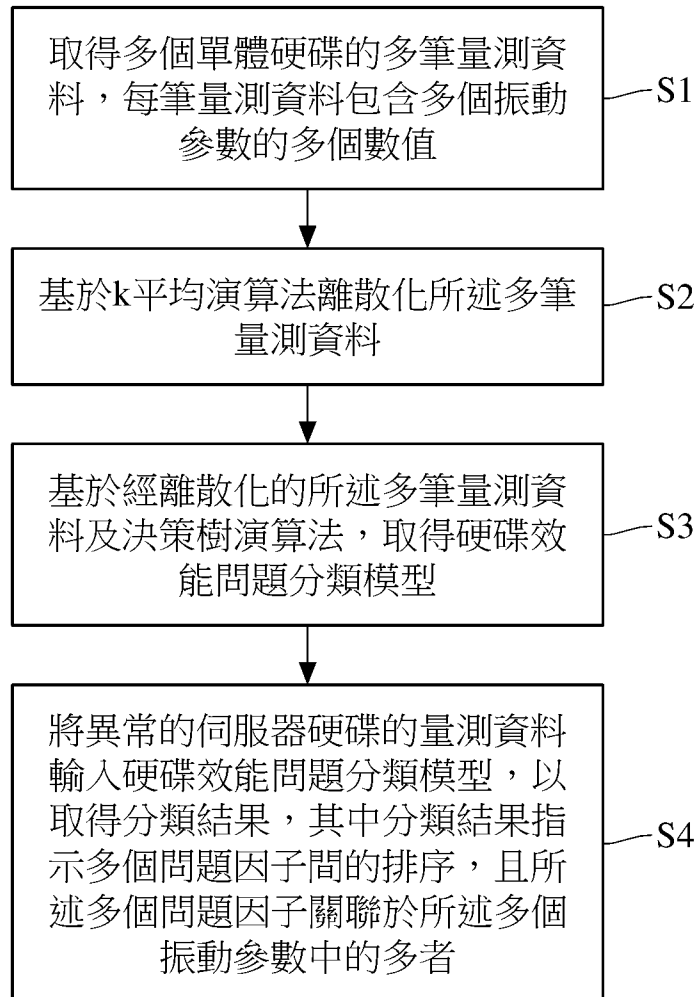 取得多個單體硬碟的多筆量測資
料，每筆量測資料包含多個振動
參數的多個數值
S1
基於k平均演算法離散化所述多筆
量測資料
S2
基於經離散化的所述多筆量測資
料及決策樹演算法，取得硬碟效
能問題分類模型
S3
將異常的伺服器硬碟的量測資料
輸入硬碟效能問題分類模型，以
取得分類結果，其中分類結果指
示多個問題因子間的排序，且所
述多個問題因子關聯於所述多個
振動參數中的多者
S4